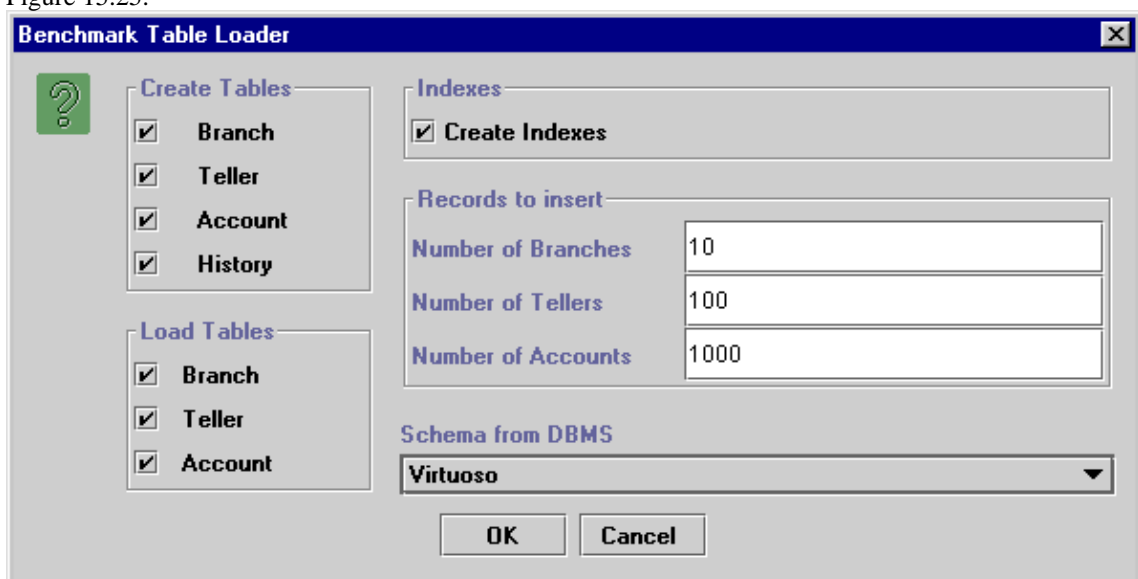 Figure 15.25.
Benchmark Table Loader
Create Tables
Branch
Teller
Account
History
Load Tables
Branch
Teller
Account
Indexes
Create Indexes
Records to insert
Number of Branches 10
Number of Tellers 100
Number of Accounts 1000
Schema from DBMS
Virtuoso
OK Cancel